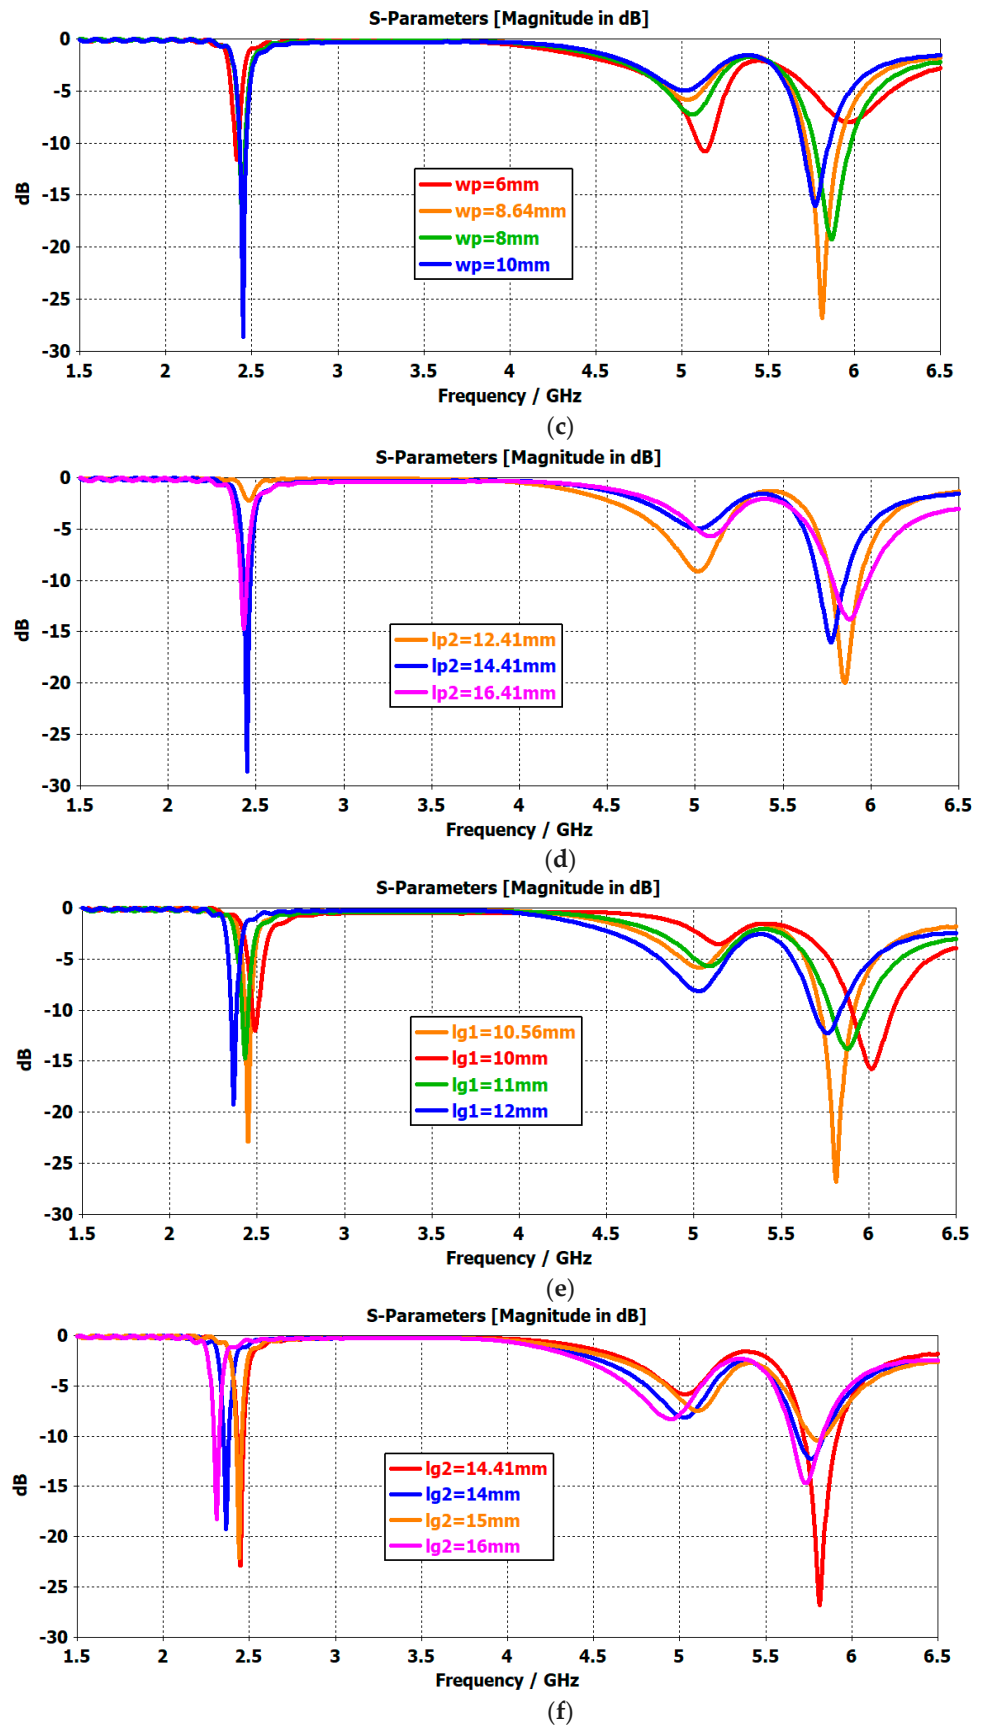 S-Parameters [Magnitude in dB]
0
-5
-10
-15
-20
-25
-30
dB
wp=6mm
wp=8.64mm
wp=8mm
wp=10mm
1.5 2 2.5 3 3.5 4 4.5 5 5.5 6 6.5
Frequency / GHz
(c)
S-Parameters [Magnitude in dB]
0
-5
-10
-15
-20
-25
-30
dB
lp2=12.41mm
lp2=14.41mm
lp2=16.41mm
1.5 2 2.5 3 3.5 4 4.5 5 5.5 6 6.5
Frequency / GHz
(d)
S-Parameters [Magnitude in dB]
0
-5
-10
-15
-20
-25
-30
dB
lg1=10.56mm
lg1=10mm
lg1=11mm
lg1=12mm
1.5 2 2.5 3 3.5 4 4.5 5 5.5 6 6.5
Frequency / GHz
(e)
S-Parameters [Magnitude in dB]
0
-5
-10
-15
-20
-25
-30
dB
lg2=14.41mm
lg2=14mm
lg2=15mm
lg2=16mm
1.5 2 2.5 3 3.5 4 4.5 5 5.5 6 6.5
Frequency / GHz
(f)